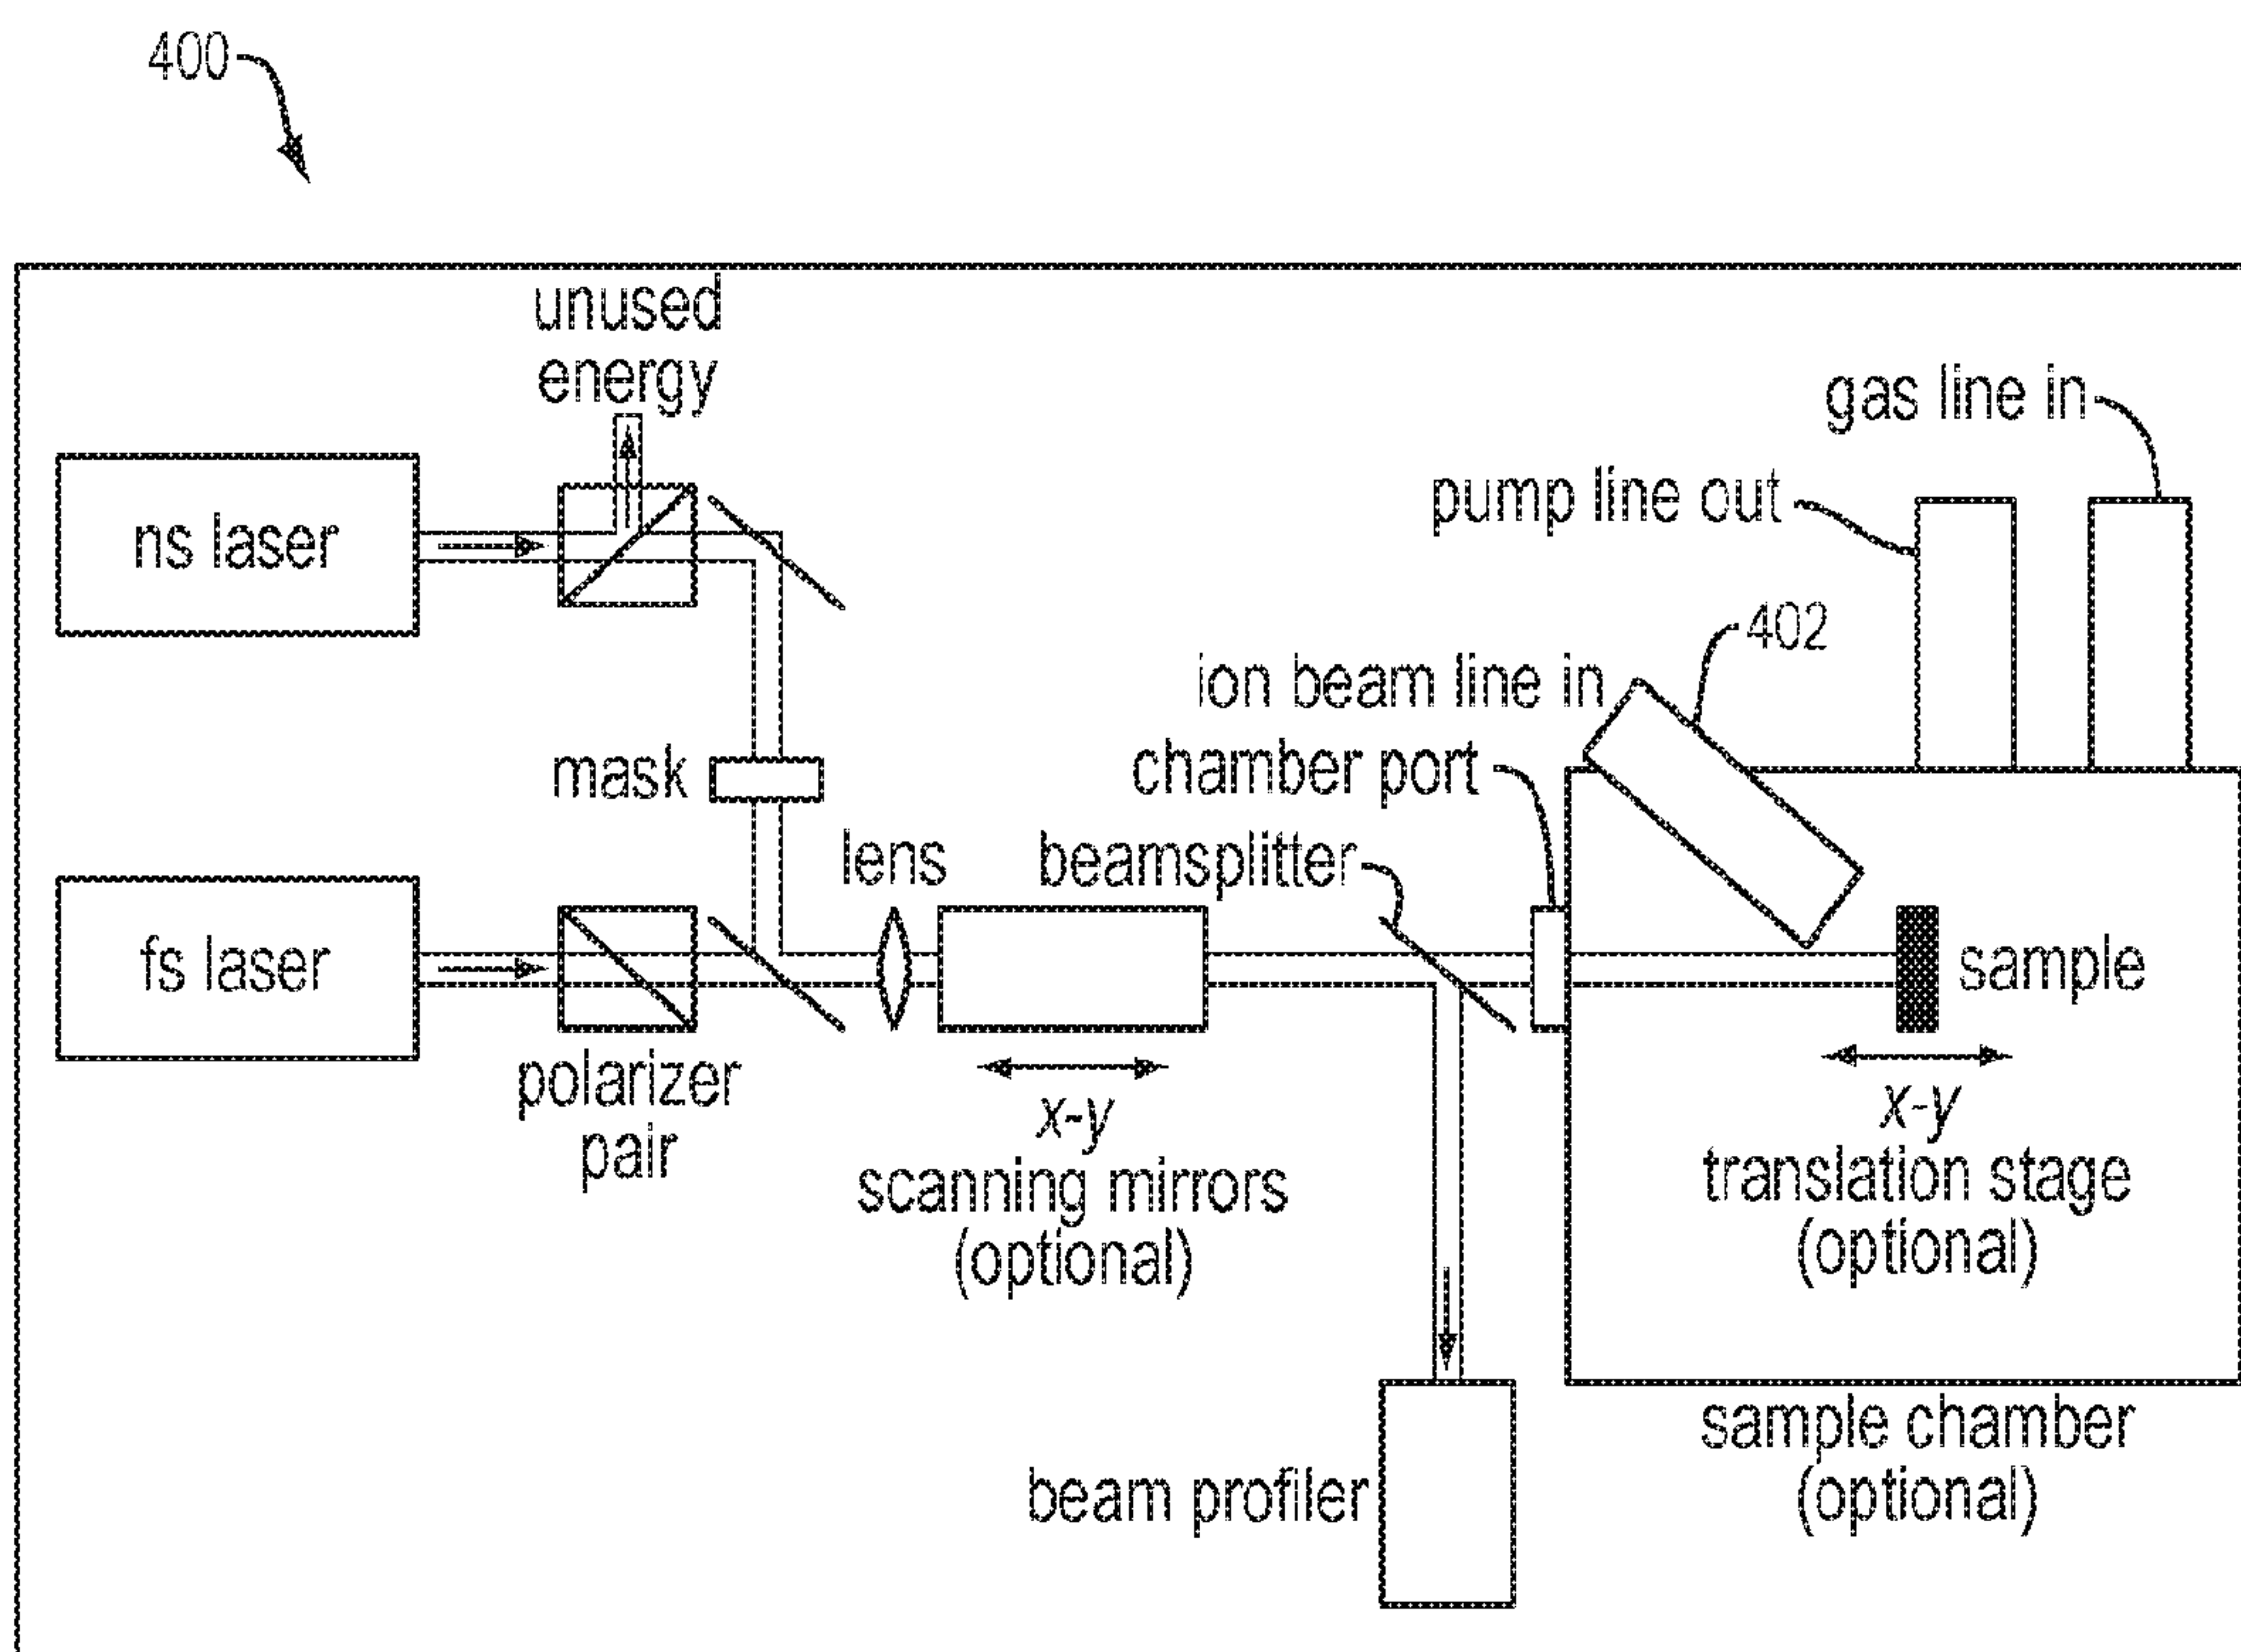 400
unused
energy
gas line in
pump line out
ns laser
402
ion beam line in
chamber port
mask
lens
beamsplitter
fs laser
sample
polarizer
pair
x-y
scanning mirrors
(optional)
x-y
translation stage
(optional)
sample chamber
(optional)
beam profiler